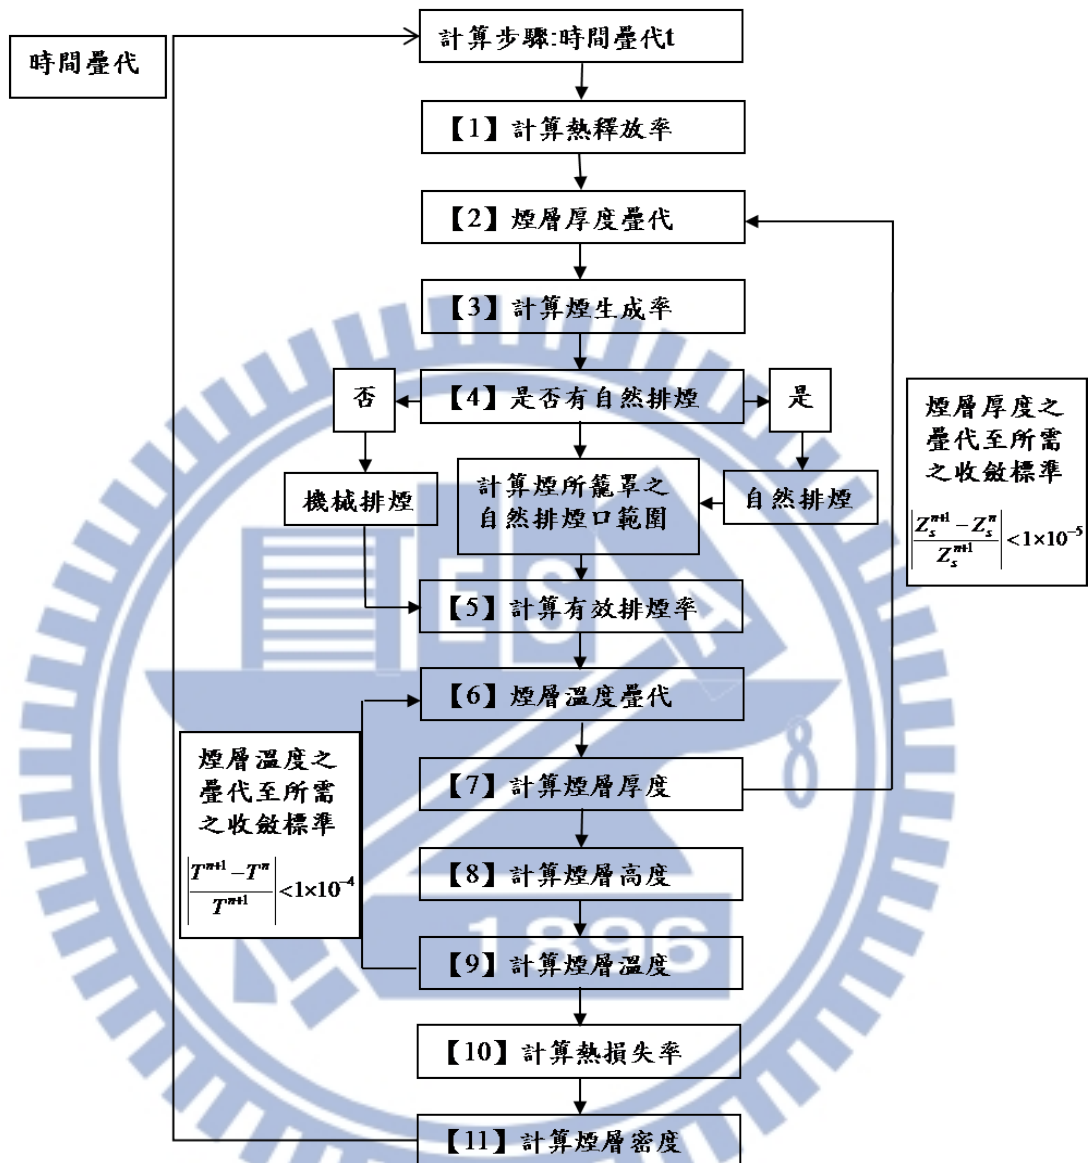 時間疊代
計算步驟:時間疊代t
【1】計算熱釋放率
【2】煙層厚度疊代
【3】計算煙生成率
否
【4】是否有自然排煙
是
機械排煙
計算煙所籠罩之
自然排煙口範圍
自然排煙
煙層厚度之
疊代至所需
之收斂標準
|(Z_s^{n+1} − Z_s^n) / Z_s^{n+1}| < 1×10^{-5}
【5】計算有效排煙率
ESA
【6】煙層溫度疊代
煙層溫度之
疊代至所需
之收斂標準
|(T^{n+1} − T^n) / T^{n+1}| < 1×10^{-4}
【7】計算煙層厚度
8
【8】計算煙層高度
1896
【9】計算煙層溫度
【10】計算熱損失率
【11】計算煙層密度